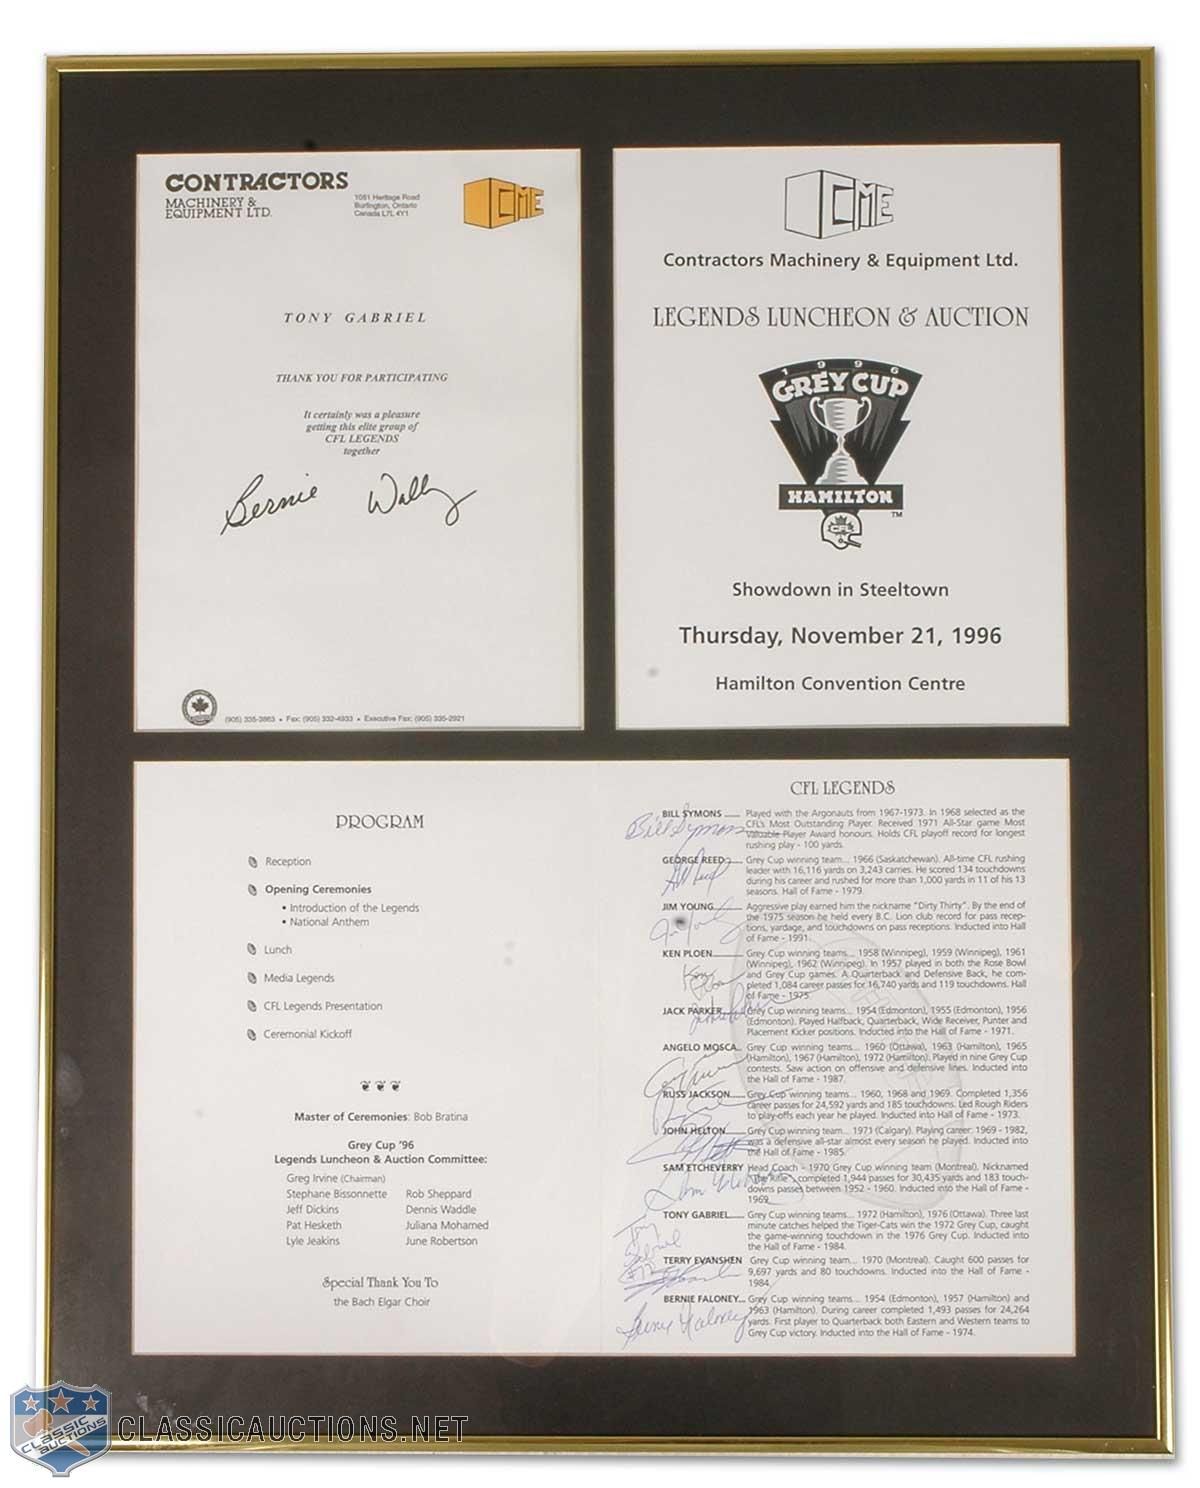 CONTRACTORS
MACHINERY &
EQUIPMENT LTD.
1051 Heritage Road
Burlington, Ontario
Canada L7L 4Y1
CME
TONY GABRIEL
THANK YOU FOR PARTICIPATING
It certainly was a pleasure
getting this elite group of
CFL LEGENDS
together
Bernie Wally
(905) 335-3863 • Fax: (905) 332-4933 • Executive Fax: (905) 335-2921
CME
Contractors Machinery & Equipment Ltd.
LEGENDS LUNCHEON & AUCTION
1996
GREY CUP
HAMILTON
TM
CFL
Showdown in Steeltown
Thursday, November 21, 1996
Hamilton Convention Centre
PROGRAM
Reception
Opening Ceremonies
• Introduction of the Legends
• National Anthem
Lunch
Media Legends
CFL Legends Presentation
Ceremonial Kickoff
Master of Ceremonies: Bob Bratina
Grey Cup '96
Legends Luncheon & Auction Committee:
Greg Irvine (Chairman)
Stephane Bissonnette Rob Sheppard
Jeff Dickins Dennis Waddle
Pat Hesketh Juliana Mohamed
Lyle Jeakins June Robertson
Special Thank You To
the Bach Elgar Choir
CFL LEGENDS
BILL SYMONS Played with the Argonauts from 1967-1973. In 1968 selected as the
CFL's Most Outstanding Player. Received 1971 All-Star game Most
Bill Symons
Valuable Player Award honours. Holds CFL playoff record for longest
rushing play - 100 yards.
GEORGE REED Grey Cup winning team... 1966 (Saskatchewan). All-time CFL rushing
leader with 16,116 yards on 3,243 carries. He scored 134 touchdowns
during his career and rushed for more than 1,000 yards in 11 of his 13
seasons. Hall of Fame - 1979.
JIM YOUNG Aggressive play earned him the nickname "Dirty Thirty". By the end of
the 1975 season he held every B.C. Lion club record for pass recep-
tions, yardage, and touchdowns on pass receptions. Inducted into Hall
of Fame - 1991.
KEN PLOEN Grey Cup winning teams... 1958 (Winnipeg), 1959 (Winnipeg), 1961
(Winnipeg), 1962 (Winnipeg). In 1957 played in both the Rose Bowl
and Grey Cup games. A Quarterback and Defensive Back, he com-
pleted 1,084 career passes for 16,740 yards and 119 touchdowns. Hall
of Fame - 1975.
Ken Ploen
JACK PARKER Grey Cup winning teams... 1954 (Edmonton), 1955 (Edmonton), 1956
(Edmonton). Played Halfback, Quarterback, Wide Receiver, Punter and
Placement Kicker positions. Inducted into the Hall of Fame - 1971.
ANGELO MOSCA Grey Cup winning teams... 1960 (Ottawa), 1963 (Hamilton), 1965
(Hamilton), 1967 (Hamilton), 1972 (Hamilton). Played in nine Grey Cup
contests. Saw action on offensive and defensive lines. Inducted into
the Hall of Fame - 1987.
RUSS JACKSON Grey Cup winning teams... 1960, 1968 and 1969. Completed 1,356
career passes for 24,592 yards and 185 touchdowns. Led Rough Riders
to play-offs each year he played. Inducted into Hall of Fame - 1973.
JOHN HELTON Grey Cup winning team... 1971 (Calgary). Playing career: 1969 - 1982,
was a defensive all-star almost every season he played. Inducted into
the Hall of Fame - 1985.
SAM ETCHEVERRY Head Coach - 1970 Grey Cup winning team (Montreal). Nicknamed
"The Rifle", completed 1,944 passes for 30,435 yards and 183 touch-
downs passes between 1952 - 1960. Inducted into the Hall of Fame -
1969.
TONY GABRIEL Grey Cup winning teams... 1972 (Hamilton), 1976 (Ottawa). Three last
minute catches helped the Tiger-Cats win the 1972 Grey Cup, caught
the game-winning touchdown in the 1976 Grey Cup. Inducted into
the Hall of Fame - 1984.
Tony
Gabriel
TERRY EVANSHEN Grey Cup winning team... 1970 (Montreal). Caught 600 passes for
9,697 yards and 80 touchdowns. Inducted into the Hall of Fame -
1984.
BERNIE FALONEY Grey Cup winning teams... 1954 (Edmonton), 1957 (Hamilton) and
1963 (Hamilton). During career completed 1,493 passes for 24,264
yards. First player to Quarterback both Eastern and Western teams to
Grey Cup victory. Inducted into the Hall of Fame - 1974.
Bernie Faloney
CLASSIC
AUCTIONS
CLASSICAUCTIONS.NET